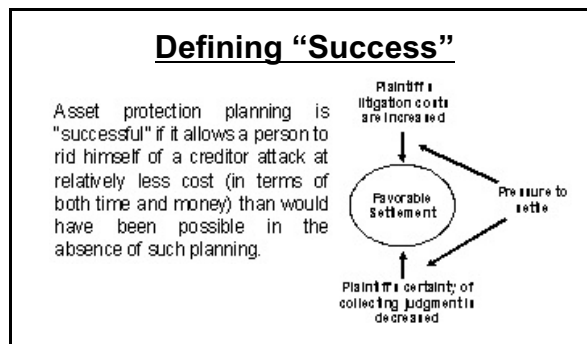 Defining “Success”
Asset protection planning is
"successful" if it allows a person to
rid himself of a creditor attack at
relatively less cost (in terms of
both time and money) than would
have been possible in the
absence of such planning.
Plaintiff's
litigation costs
are increased
Favorable
Settlement
Pressure to
settle
Plaintiff's certainty of
collecting judgment is
decreased